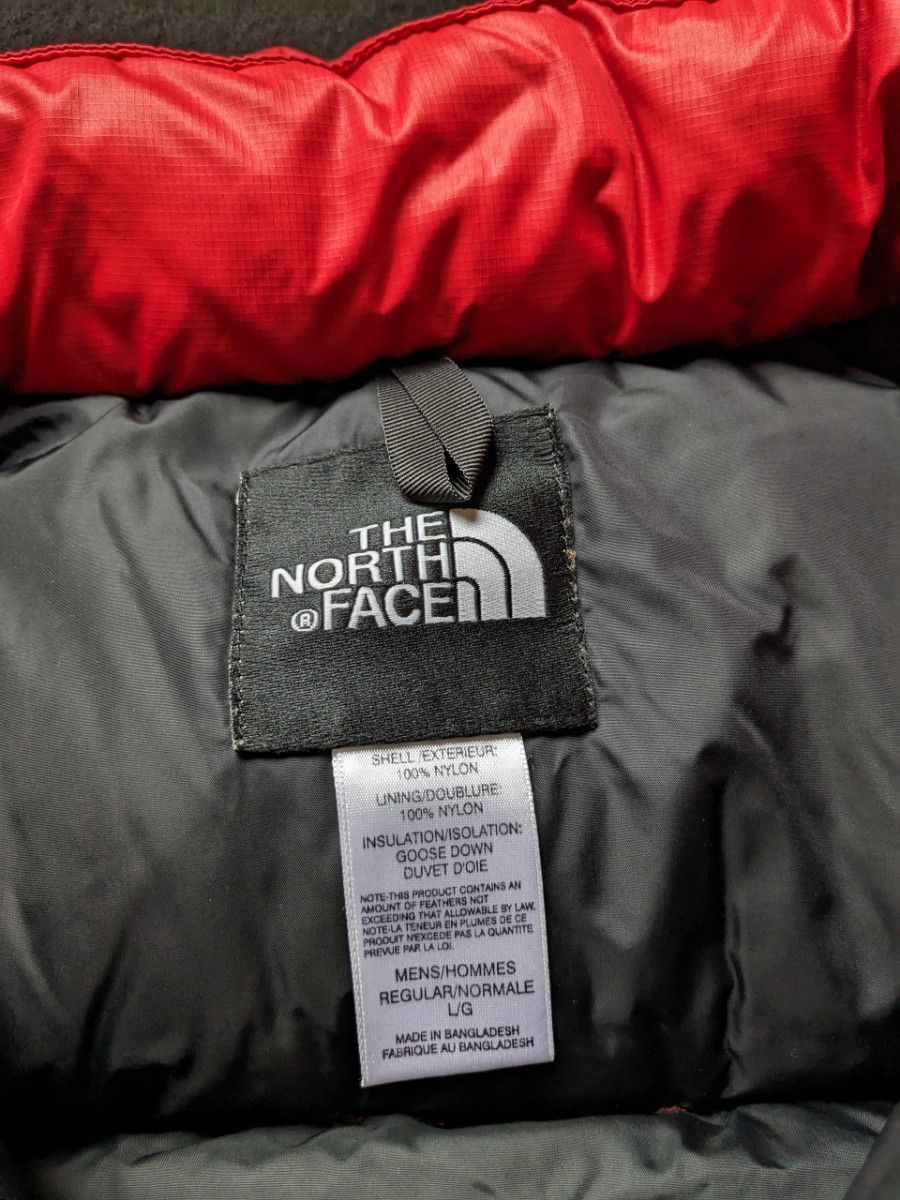 THE
NORTH
®FACE
SHELL /EXTERIEUR:
100% NYLON
LINING/DOUBLURE:
100% NYLON
INSULATION/ISOLATION:
GOOSE DOWN
DUVET D'OIE
NOTE-THIS PRODUCT CONTAINS AN
AMOUNT OF FEATHERS NOT
EXCEEDING THAT ALLOWABLE BY LAW.
NOTE-LA TENEUR EN PLUMES DE CE
PRODUIT N'EXCEDE PAS LA QUANTITE
PREVUE PAR LA LOI.
MENS/HOMMES
REGULAR/NORMALE
L/G
MADE IN BANGLADESH
FABRIQUE AU BANGLADESH